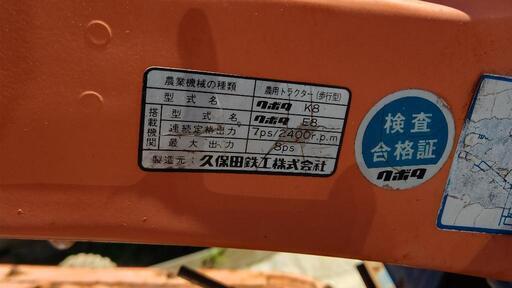 農業機械の種類 農用トラクター(歩行型)
型式名 クボタ K8
搭載機関 型式名 クボタ E8
連続定格出力 7ps/2400r.p.m
最大出力 8ps
製造元: 久保田鉄工株式会社
検査
合格証
クボタ